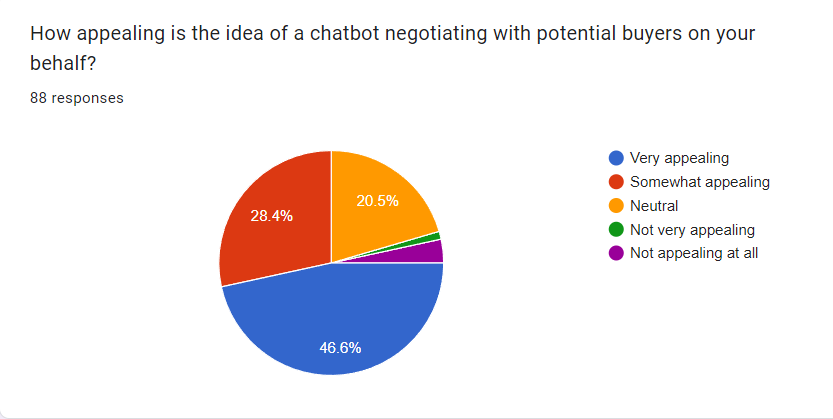 How appealing is the idea of a chatbot negotiating with potential buyers on your
behalf?
88 responses
Very appealing
Somewhat appealing
Neutral
Not very appealing
Not appealing at all
20.5%
28.4%
46.6%